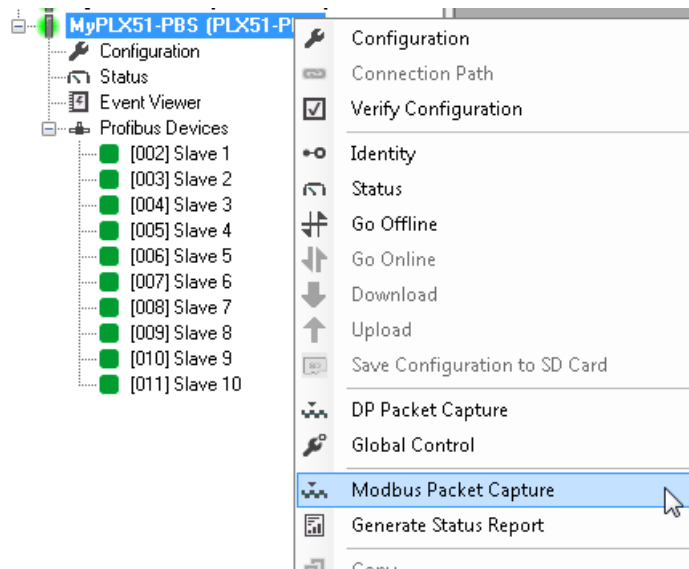 MyPLX51-PBS (PLX51-P
Configuration
Status
Event Viewer
Profibus Devices
[002] Slave 1
[003] Slave 2
[004] Slave 3
[005] Slave 4
[006] Slave 5
[007] Slave 6
[008] Slave 7
[009] Slave 8
[010] Slave 9
[011] Slave 10
Configuration
Connection Path
Verify Configuration
Identity
Status
Go Offline
Go Online
Download
Upload
Save Configuration to SD Card
DP Packet Capture
Global Control
Modbus Packet Capture
Generate Status Report